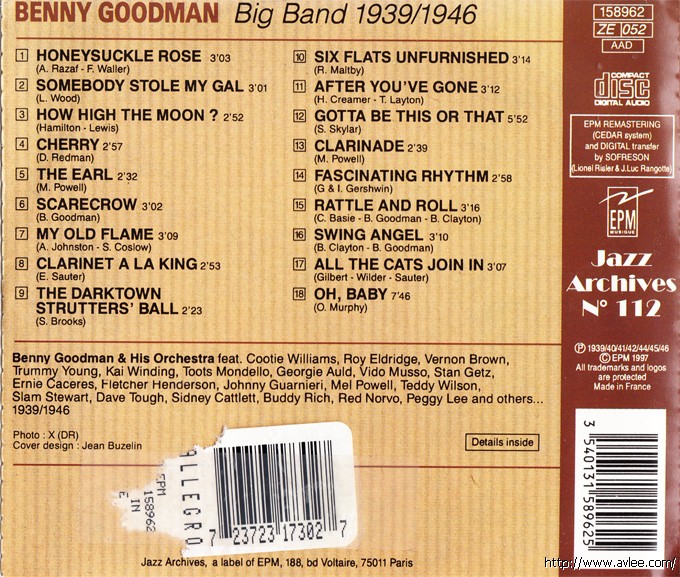 BENNY GOODMAN Big Band 1939/1946
1 HONEYSUCKLE ROSE 3'03
(A. Razaf - F. Waller)
2 SOMEBODY STOLE MY GAL 3'01
(L. Wood)
3 HOW HIGH THE MOON ? 2'52
(Hamilton - Lewis)
4 CHERRY 2'57
(D. Redman)
5 THE EARL 2'32
(M. Powell)
6 SCARECROW 3'02
(B. Goodman)
7 MY OLD FLAME 3'09
(A. Johnston - S. Coslow)
8 CLARINET A LA KING 2'53
(E. Sauter)
9 THE DARKTOWN
STRUTTERS' BALL 2'23
(S. Brooks)
10 SIX FLATS UNFURNISHED 3'14
(R. Maltby)
11 AFTER YOU'VE GONE 3'12
(H. Creamer - T. Layton)
12 GOTTA BE THIS OR THAT 5'52
(S. Skylar)
13 CLARINADE 2'39
(M. Powell)
14 FASCINATING RHYTHM 2'58
(G & I. Gershwin)
15 RATTLE AND ROLL 3'16
(C. Basie - B. Goodman - B. Clayton)
16 SWING ANGEL 3'10
(B. Clayton - B. Goodman)
17 ALL THE CATS JOIN IN 3'07
(Gilbert - Wilder - Sauter)
18 OH, BABY 7'46
(O. Murphy)
Benny Goodman & His Orchestra feat. Cootie Williams, Roy Eldridge, Vernon Brown,
Trummy Young, Kai Winding, Toots Mondello, Georgie Auld, Vido Musso, Stan Getz,
Ernie Caceres, Fletcher Henderson, Johnny Guarnieri, Mel Powell, Teddy Wilson,
Slam Stewart, Dave Tough, Sidney Cattlett, Buddy Rich, Red Norvo, Peggy Lee and others...
1939/1946
Photo : X (DR)
Cover design : Jean Buzelin
Details inside
ALLEGRO
EPM
158962
IN
E
7 23723 17302 7
Jazz Archives, a label of EPM, 188, bd Voltaire, 75011 Paris
158962
ZE 052
AAD
COMPACT
disc
DIGITAL AUDIO
EPM REMASTERING
(CEDAR system)
and DIGITAL transfer
by SOFRESON
(Lionel Risler & J.Luc Rangotte)
EPM
MUSIQUE
Jazz
Archives
N° 112
℗ 1939/40/41/42/44/45/46
© EPM 1997
All trademarks and logos
are protected
Made in France
3 540131 589625
http://www.avlee.com/